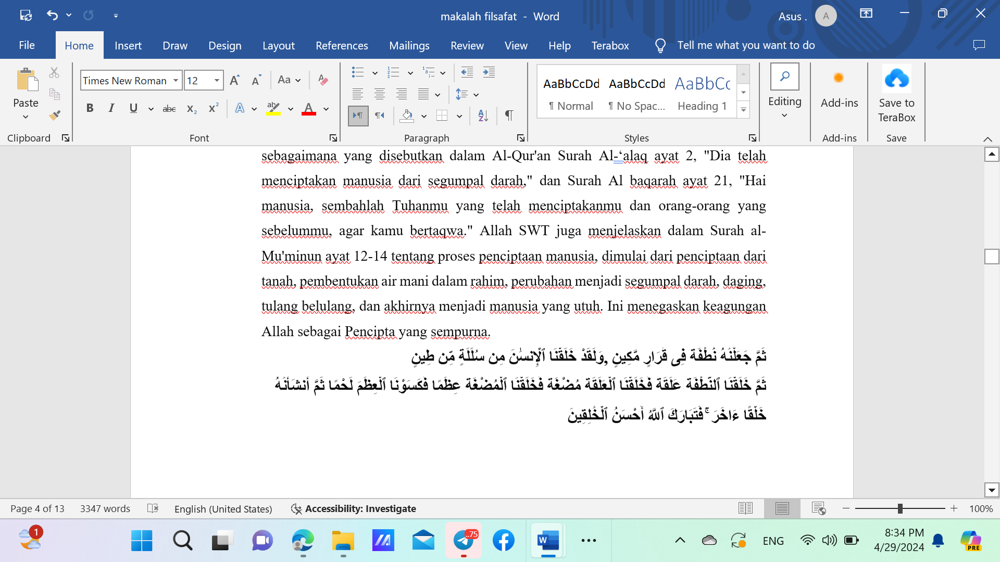 makalah filsafat - Word
Asus .
A
File
Home
Insert
Draw
Design
Layout
References
Mailings
Review
View
Help
Terabox
Tell me what you want to do
Paste
Clipboard
Times New Roman
12
Font
Paragraph
AaBbCcDd
AaBbCcDd
AaBbCc
¶ Normal
¶ No Spac...
Heading 1
Styles
Editing
Add-ins
Add-ins
Save to
TeraBox
Save
sebagaimana yang disebutkan dalam Al-Qur'an Surah Al-‘alaq ayat 2, "Dia telah
menciptakan manusia dari segumpal darah," dan Surah Al baqarah ayat 21, "Hai
manusia, sembahlah Tuhanmu yang telah menciptakanmu dan orang-orang yang
sebelummu, agar kamu bertaqwa." Allah SWT juga menjelaskan dalam Surah al-
Mu'minun ayat 12-14 tentang proses penciptaan manusia, dimulai dari penciptaan dari
tanah, pembentukan air mani dalam rahim, perubahan menjadi segumpal darah, daging,
tulang belulang, dan akhirnya menjadi manusia yang utuh. Ini menegaskan keagungan
Allah sebagai Pencipta yang sempurna.
ثُمَّ جَعَلْنَٰهُ نُطْفَةً فِى قَرَارٍ مَّكِينٍ ,وَلَقَدْ خَلَقْنَا ٱلْإِنسَٰنَ مِن سُلَٰلَةٍ مِّن طِينٍ
ثُمَّ خَلَقْنَا ٱلنُّطْفَةَ عَلَقَةً فَخَلَقْنَا ٱلْعَلَقَةَ مُضْغَةً فَخَلَقْنَا ٱلْمُضْغَةَ عِظَٰمًا فَكَسَوْنَا ٱلْعِظَٰمَ لَحْمًا ثُمَّ أَنشَأْنَٰهُ
خَلْقًا ءَاخَرَ ۚ فَتَبَارَكَ ٱللَّهُ أَحْسَنُ ٱلْخَٰلِقِينَ
Page 4 of 13
3347 words
English (United States)
Accessibility: Investigate
100%
1
..75
ENG
8:34 PM
4/29/2024
PRE